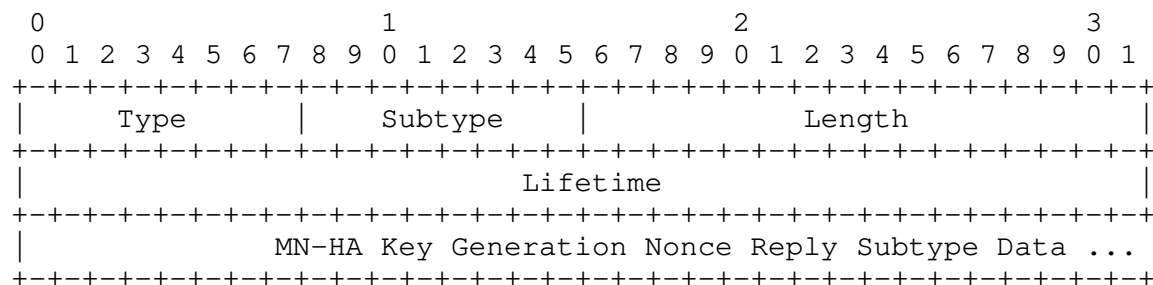 0                   1                   2                   3
 0 1 2 3 4 5 6 7 8 9 0 1 2 3 4 5 6 7 8 9 0 1 2 3 4 5 6 7 8 9 0 1
+-+-+-+-+-+-+-+-+-+-+-+-+-+-+-+-+-+-+-+-+-+-+-+-+-+-+-+-+-+-+-+-+
|     Type      |    Subtype    |            Length             |
+-+-+-+-+-+-+-+-+-+-+-+-+-+-+-+-+-+-+-+-+-+-+-+-+-+-+-+-+-+-+-+-+
|                            Lifetime                           |
+-+-+-+-+-+-+-+-+-+-+-+-+-+-+-+-+-+-+-+-+-+-+-+-+-+-+-+-+-+-+-+-+
|              MN-HA Key Generation Nonce Reply Subtype Data ...
+-+-+-+-+-+-+-+-+-+-+-+-+-+-+-+-+-+-+-+-+-+-+-+-+-+-+-+-+-+-+-+-+